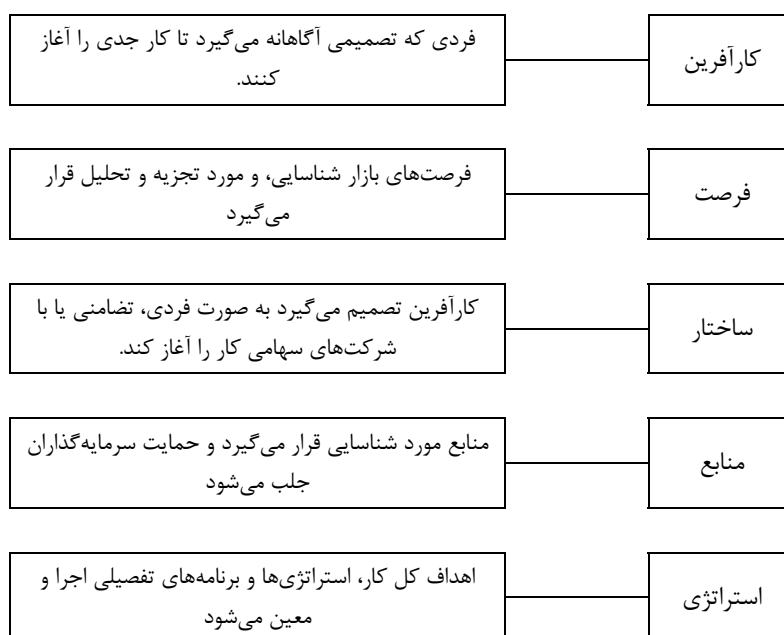 کارآفرین
فردی که تصمیمی آگاهانه می‌گیرد تا کار جدی را آغاز
کنند.
فرصت
فرصت‌های بازار شناسایی، و مورد تجزیه و تحلیل قرار
می‌گیرد
ساختار
کارآفرین تصمیم می‌گیرد به صورت فردی، تضامنی یا با
شرکت‌های سهامی کار را آغاز کند.
منابع
منابع مورد شناسایی قرار می‌گیرد و حمایت سرمایه‌گذاران
جلب می‌شود
استراتژی
اهداف کل کار، استراتژی‌ها و برنامه‌های تفصیلی اجرا و
معین می‌شود